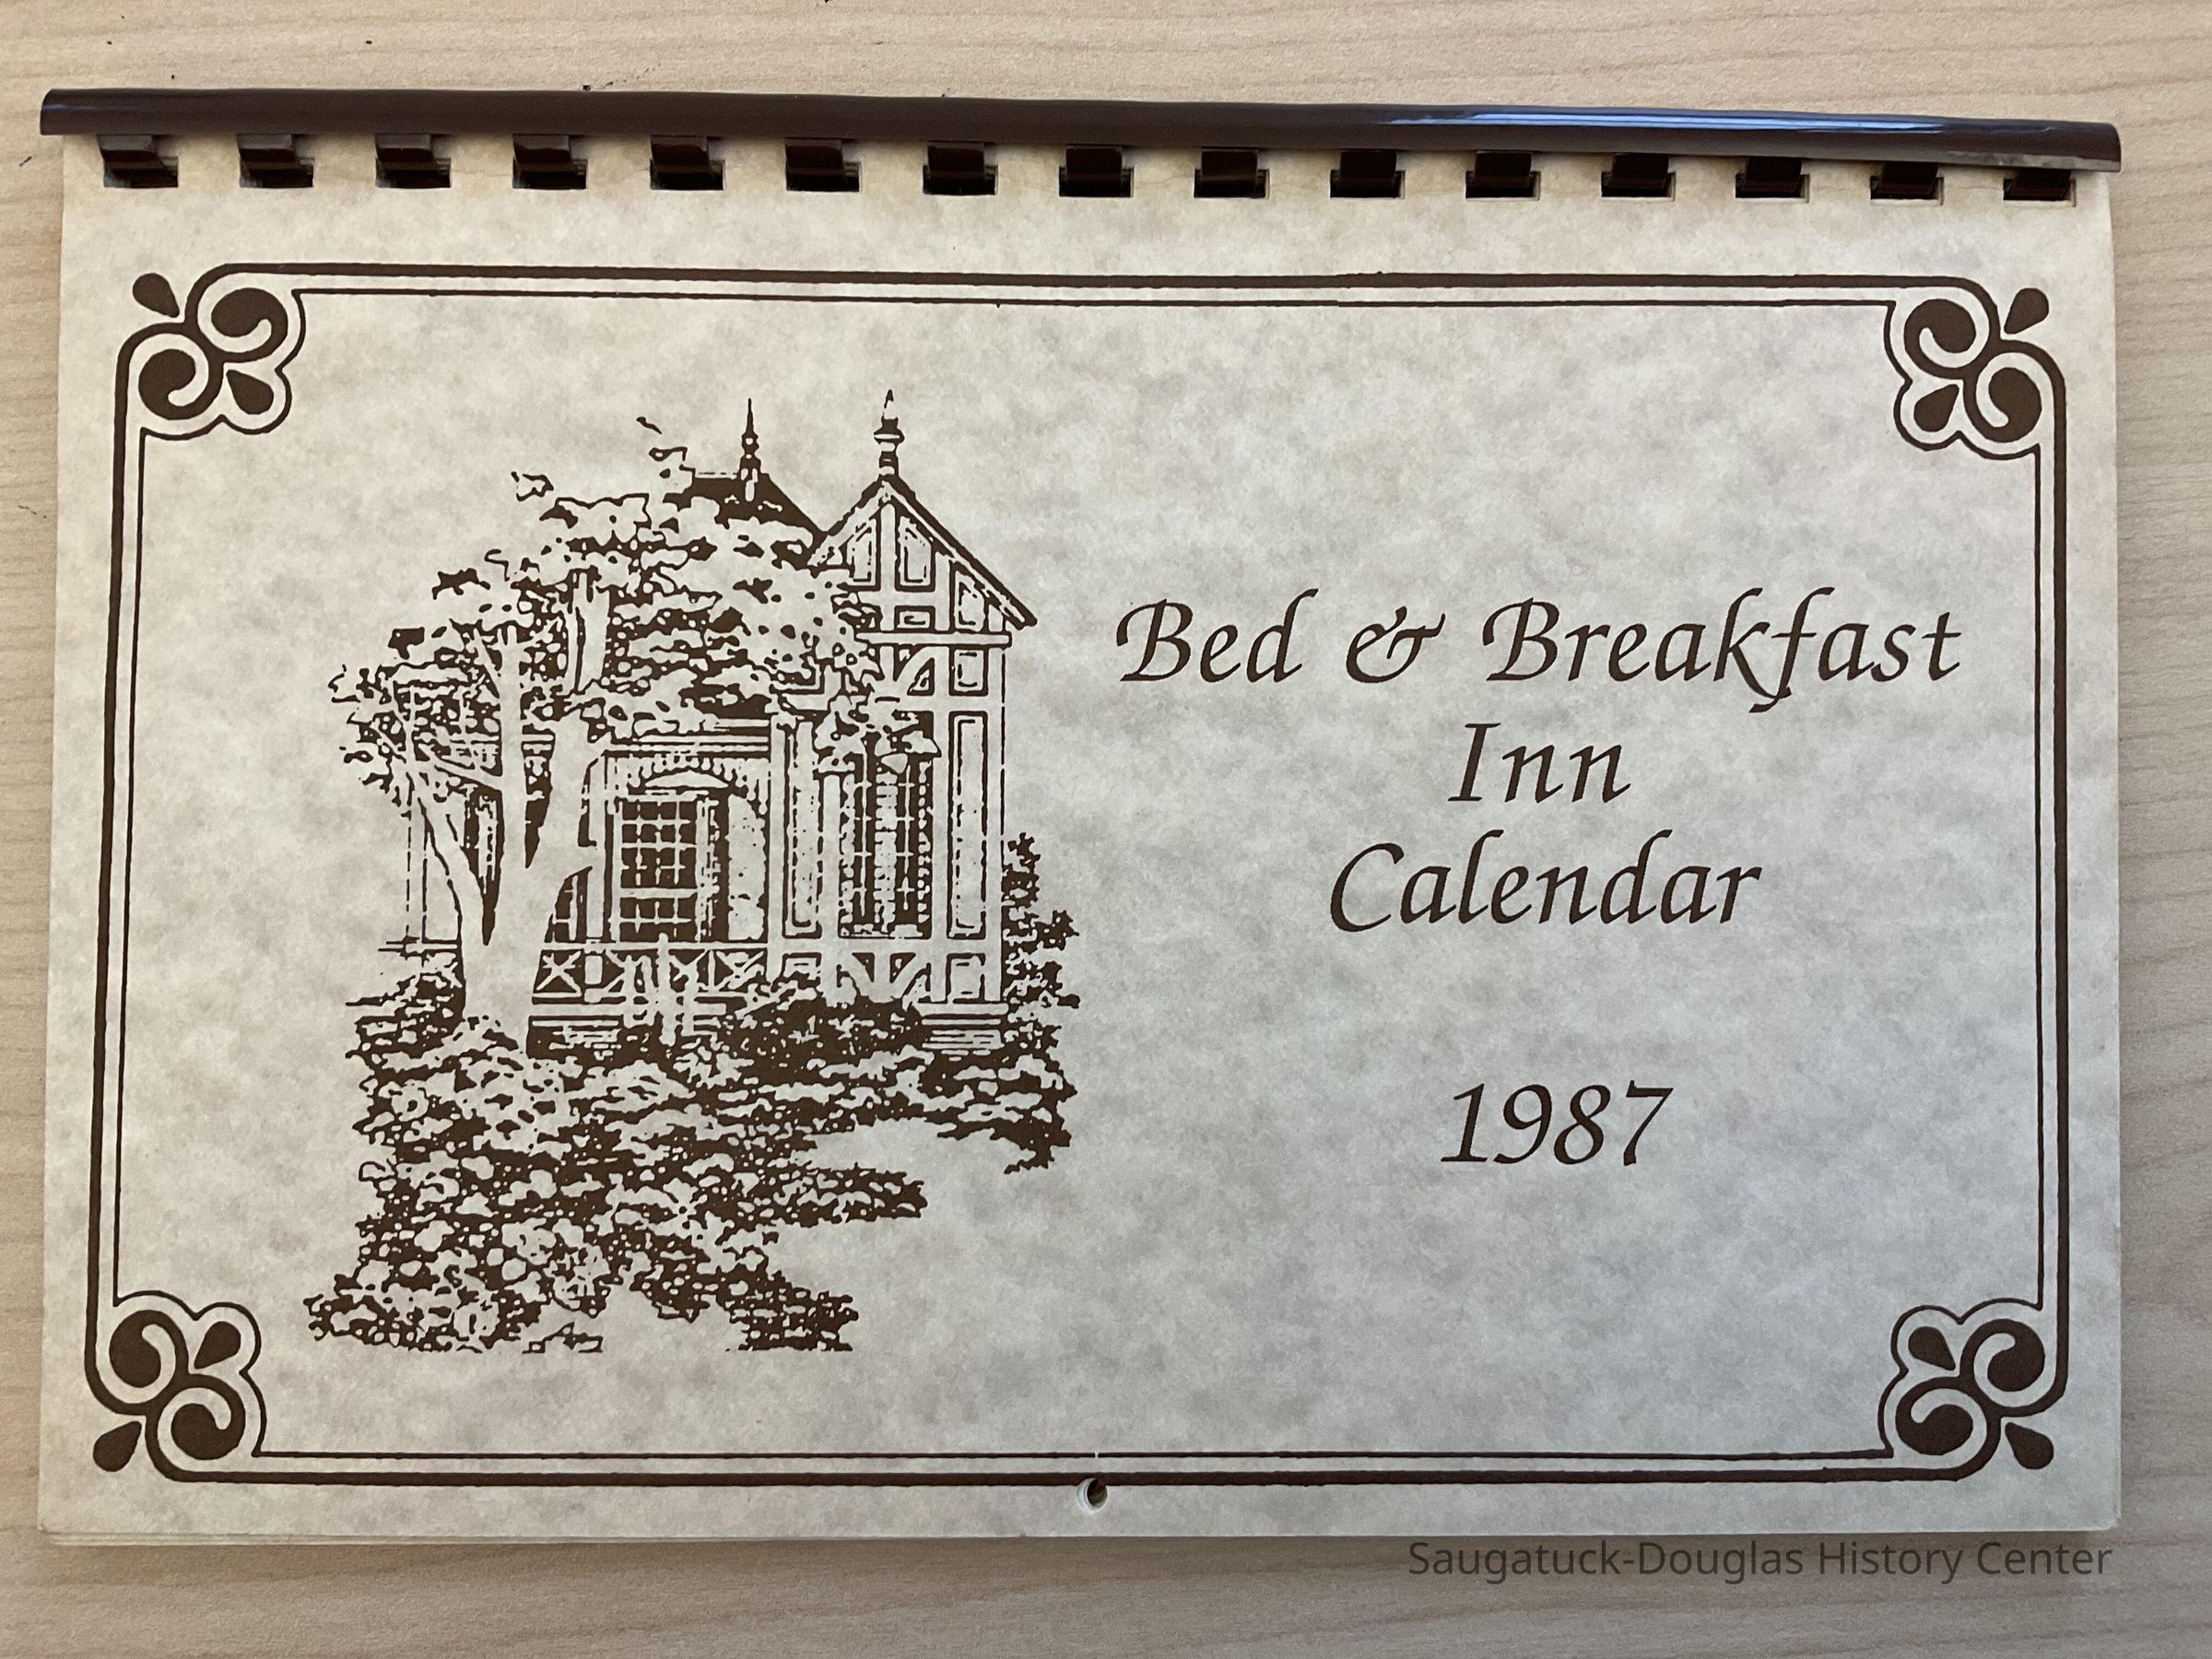 Bed & Breakfast
Inn
Calendar
1987
Saugatuck-Douglas History Center